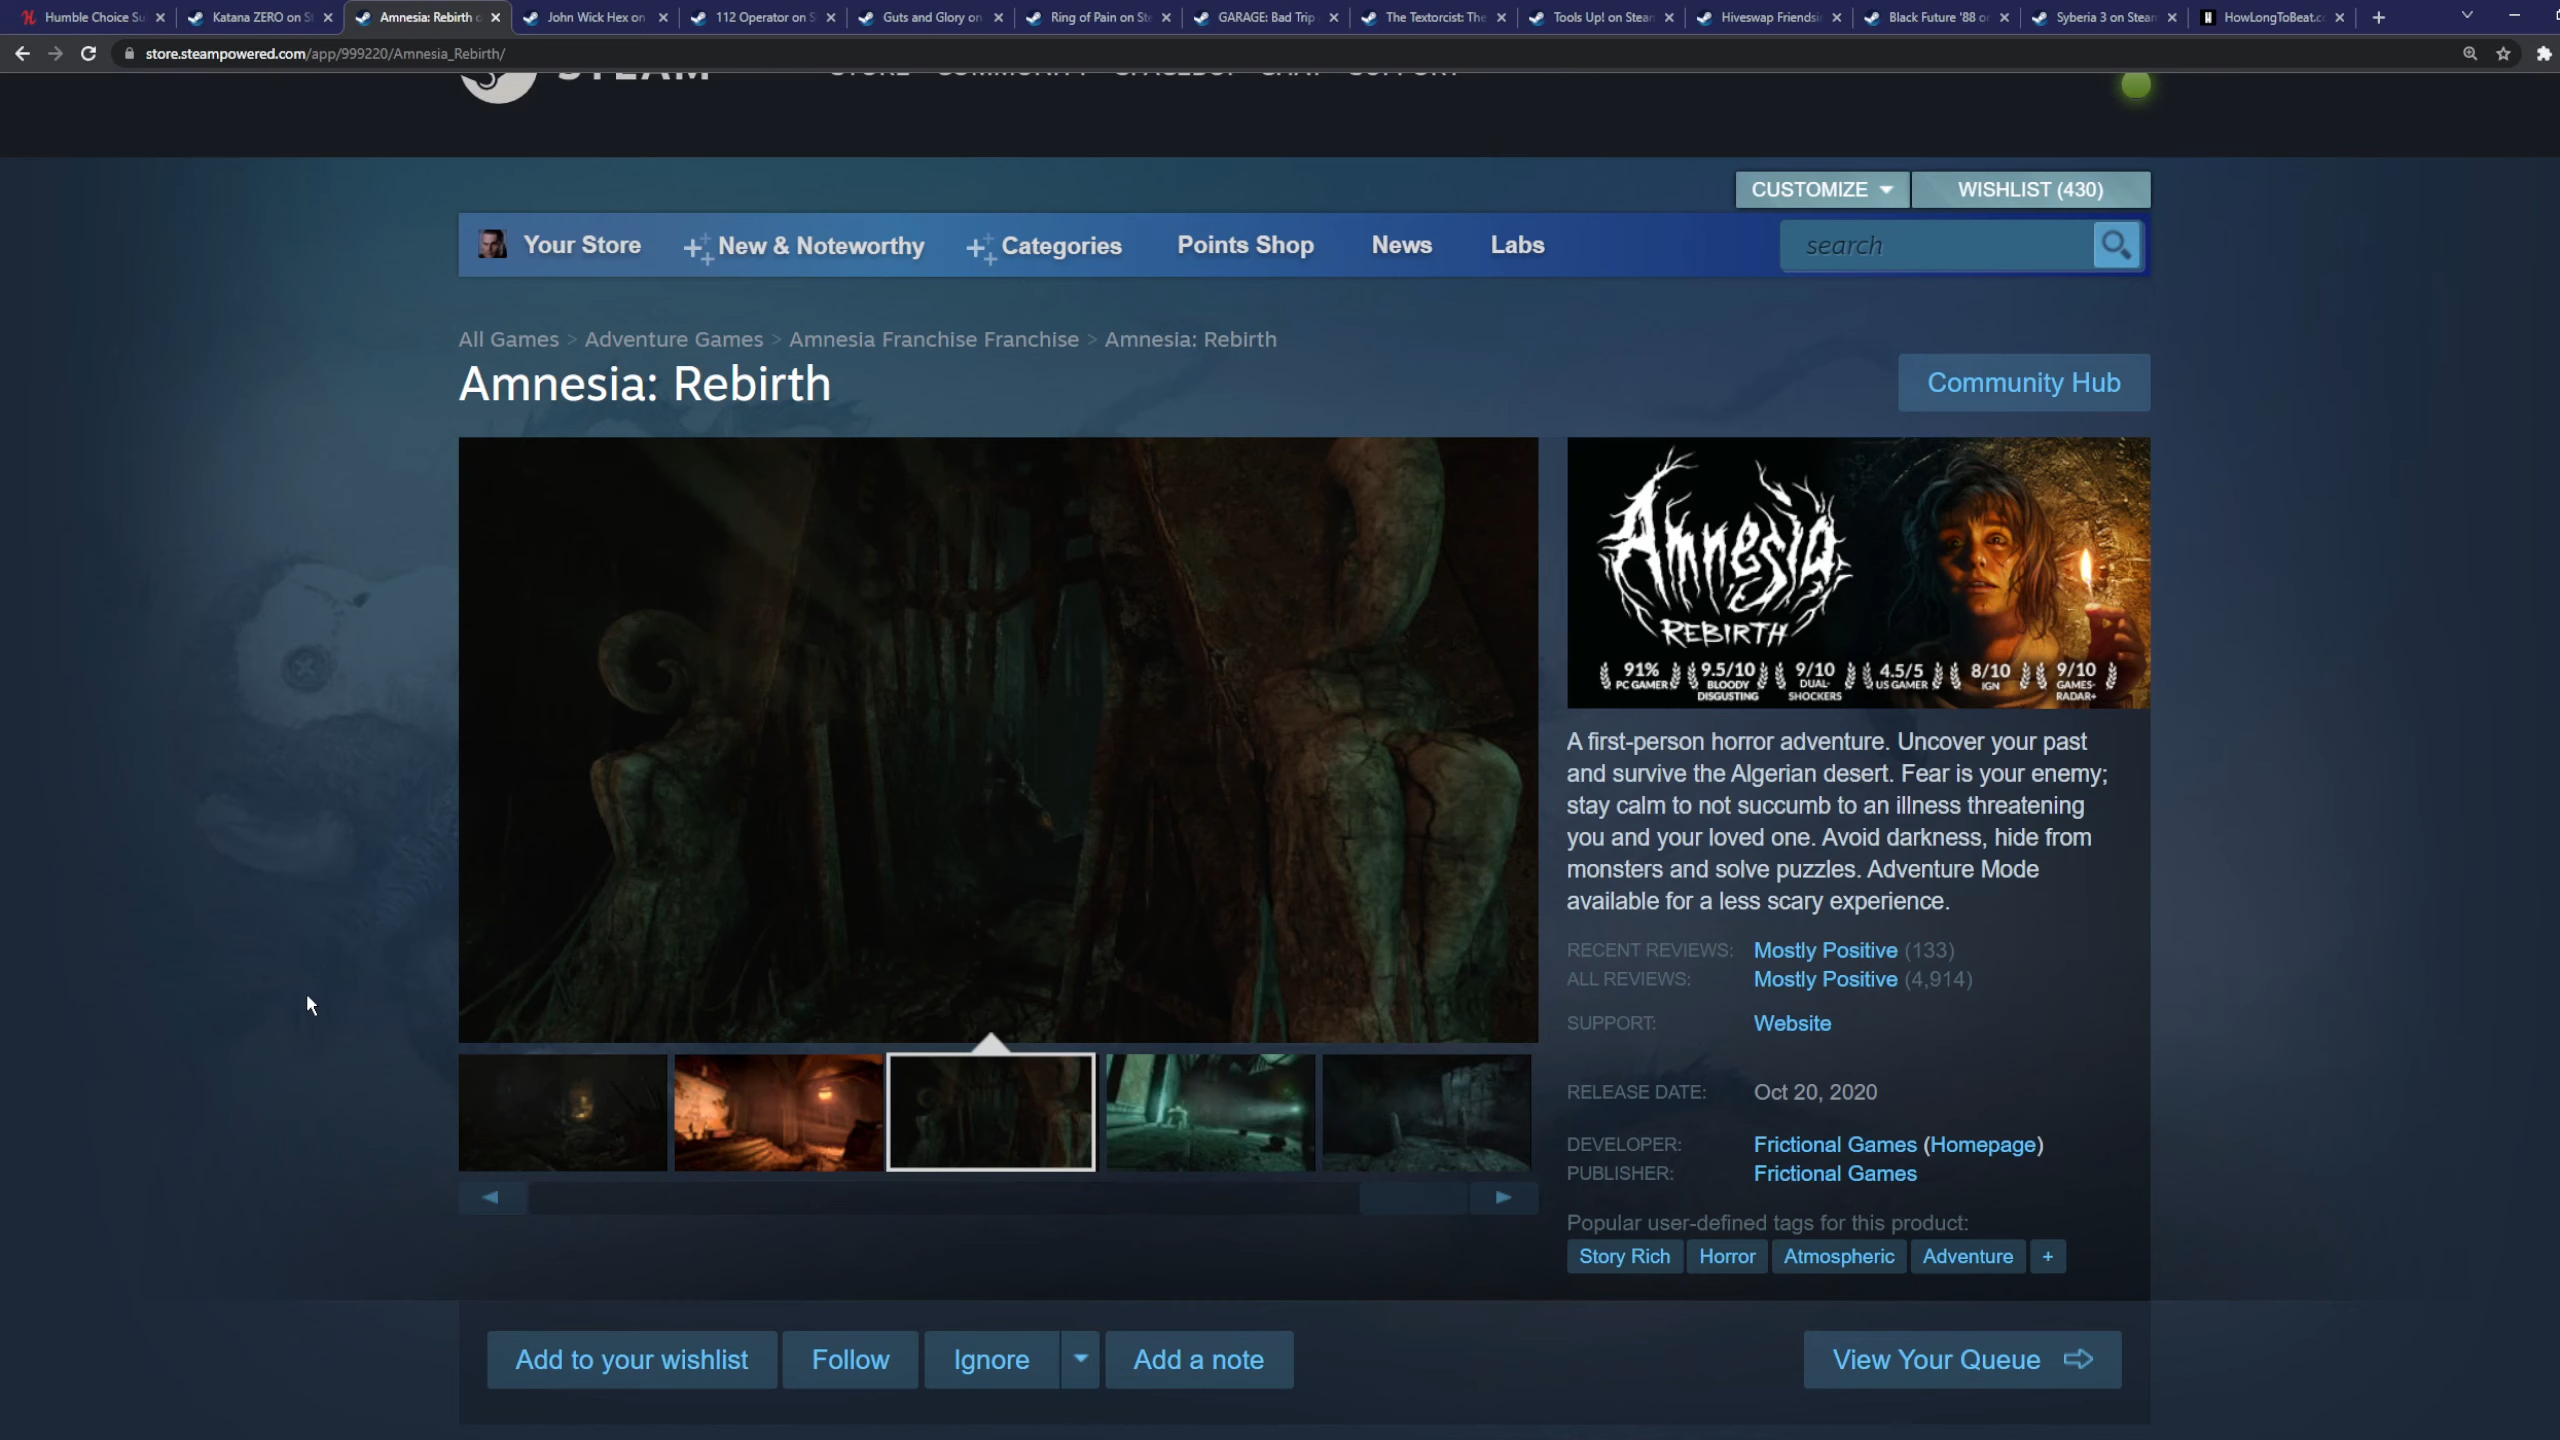 Humble Choice Su
Katana ZERO on S
Amnesia: Rebirth o
John Wick Hex on
112 Operator on S
Guts and Glory on
Ring of Pain on Ste
GARAGE: Bad Trip
The Textorcist: The
Tools Up! on Steam
Hiveswap Friendsi
Black Future '88 o
Syberia 3 on Steam
HowLongToBeat.c
store.steampowered.com/app/999220/Amnesia_Rebirth/
STEAM
STORE COMMUNITY SUPPORT
CUSTOMIZE
WISHLIST (430)
Your Store
New & Noteworthy
Categories
Points Shop
News
Labs
search
All Games > Adventure Games > Amnesia Franchise Franchise > Amnesia: Rebirth
Amnesia: Rebirth
Community Hub
Amnesia
REBIRTH
91% PC GAMER
9.5/10 BLOODY DISGUSTING
9/10 DUAL-SHOCKERS
4.5/5 US GAMER
8/10 IGN
9/10 GAMES-RADAR+
A first-person horror adventure. Uncover your past
and survive the Algerian desert. Fear is your enemy;
stay calm to not succumb to an illness threatening
you and your loved one. Avoid darkness, hide from
monsters and solve puzzles. Adventure Mode
available for a less scary experience.
RECENT REVIEWS: Mostly Positive (133)
ALL REVIEWS: Mostly Positive (4,914)
SUPPORT: Website
RELEASE DATE: Oct 20, 2020
DEVELOPER: Frictional Games (Homepage)
PUBLISHER: Frictional Games
Popular user-defined tags for this product:
Story Rich
Horror
Atmospheric
Adventure
+
Add to your wishlist
Follow
Ignore
Add a note
View Your Queue